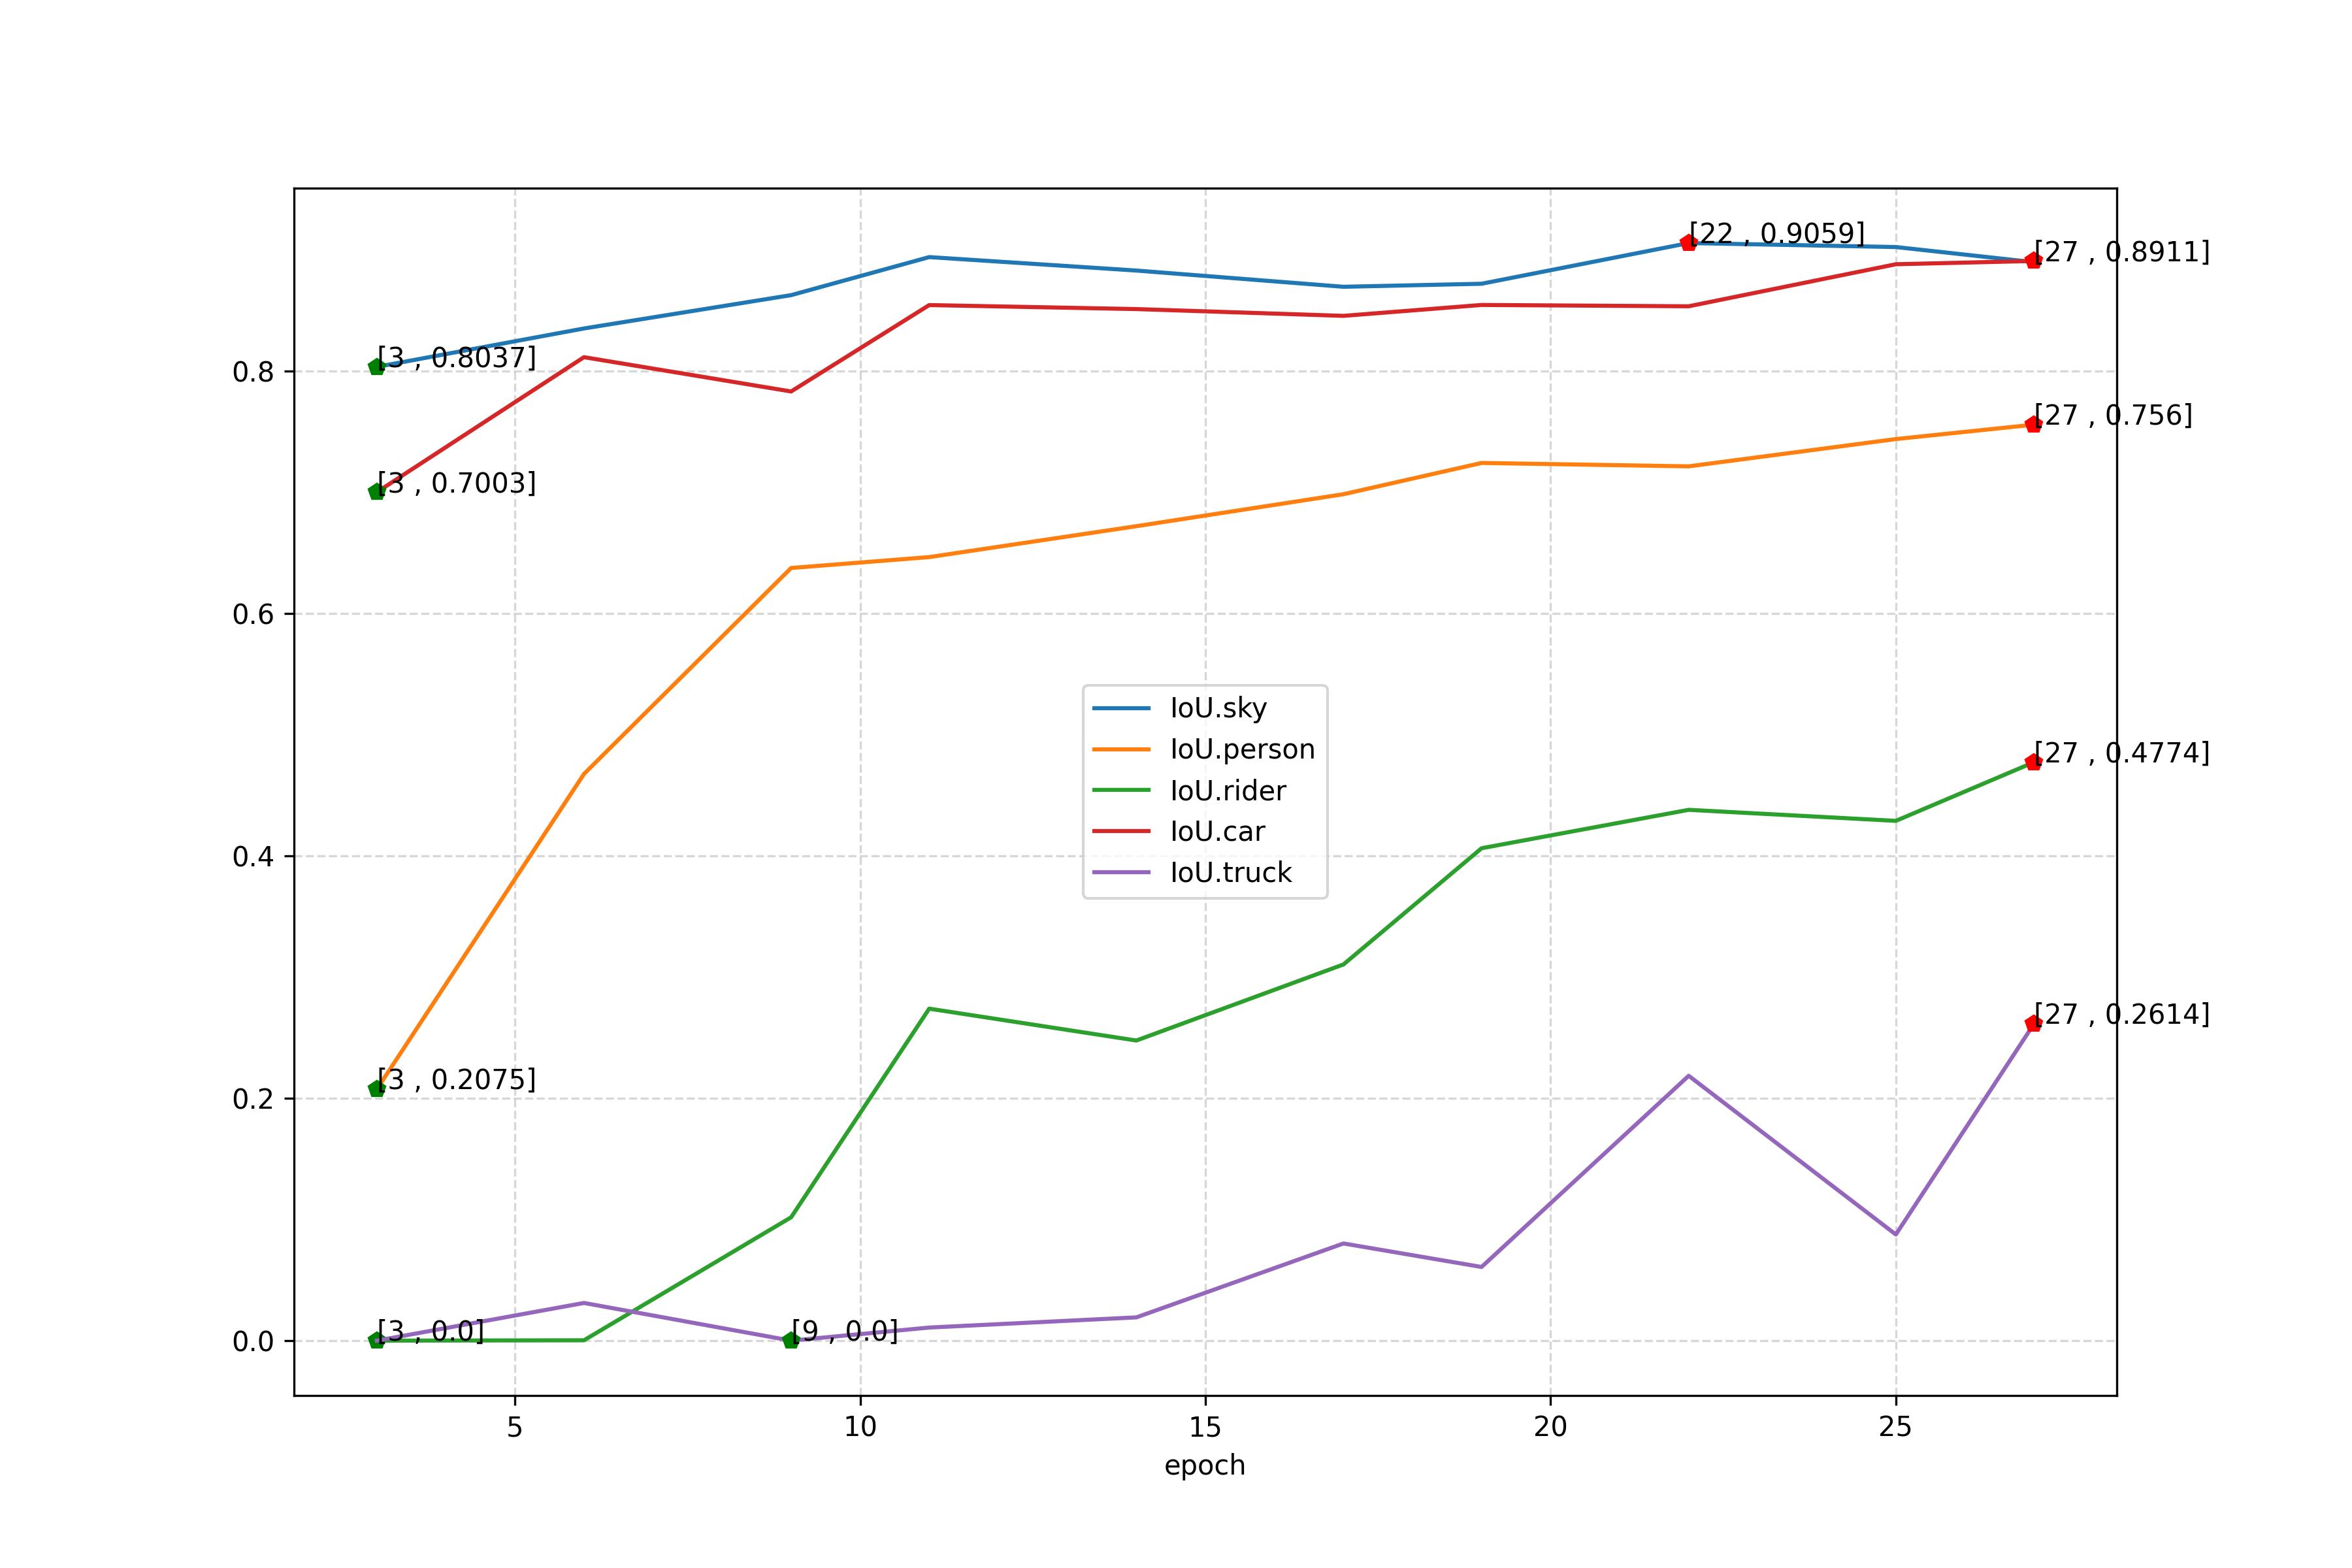 [22 , 0.9059]
[27 , 0.8911]
[3 , 0.8037]
0.8
[27 , 0.756]
[3 , 0.7003]
0.6
IoU.sky
IoU.person
[27 , 0.4774]
IoU.rider
IoU.car
0.4
IoU.truck
[27 , 0.2614]
[3 , 0.2075]
0.2
[3 , 0.0]
[9 , 0.0]
0.0
5 10 15 20 25
epoch